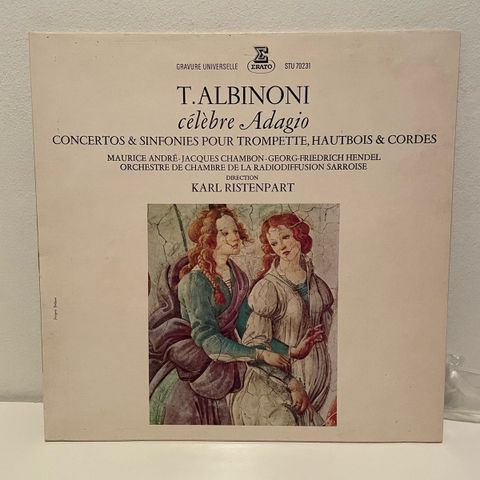 GRAVURE UNIVERSELLE E ERATO STU 70231
T. ALBINONI
célèbre Adagio
CONCERTOS & SINFONIES POUR TROMPETTE, HAUTBOIS & CORDES
MAURICE ANDRÉ · JACQUES CHAMBON · GEORG-FRIEDRICH HENDEL
ORCHESTRE DE CHAMBRE DE LA RADIODIFFUSION SARROISE
DIRECTION
KARL RISTENPART